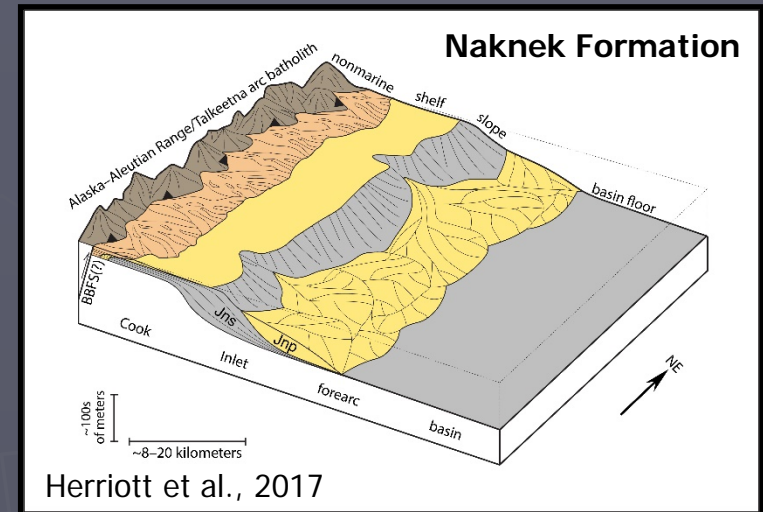 Naknek Formation
Alaska–Aleutian Range/Talkeetna arc batholith
nonmarine
shelf
slope
basin floor
BBFS(?)
Jns
Jnp
Cook
Inlet
forearc
basin
NE
~100s
of meters
~8–20 kilometers
Herriott et al., 2017